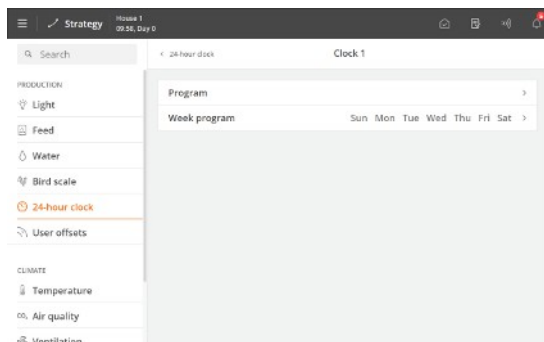 Strategy
House 1
09:56, Day 0
Search
24-hour clock
Clock 1
PRODUCTION
Light
Feed
Water
Bird scale
24-hour clock
User offsets
CLIMATE
Temperature
CO₂ Air quality
Ventilation
Program
Week program Sun Mon Tue Wed Thu Fri Sat